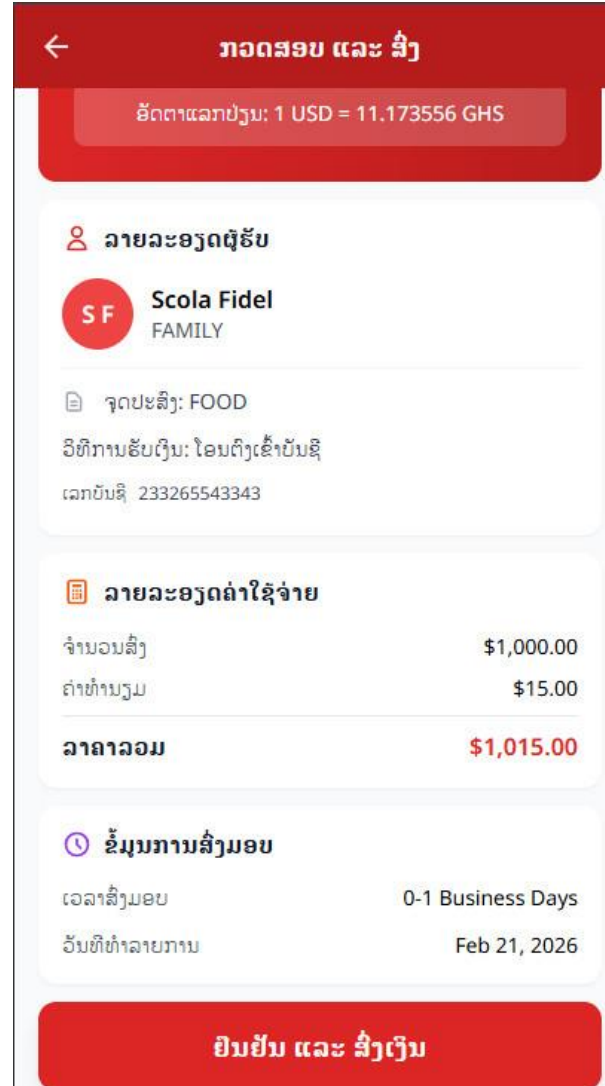 ກວດສອບ ແລະ ສົ່ງ
ອັດຕາແລກປ່ຽນ: 1 USD = 11.173556 GHS
ລາຍລະອຽດຜູ້ຮັບ
S F
Scola Fidel
FAMILY
ຈຸດປະສົງ: FOOD
ວິທີການຮັບເງິນ: ໂອນຕົງເຂົ້າບັນຊີ
ເລກບັນຊີ 233265543343
ລາຍລະອຽດຄ່າໃຊ້ຈ່າຍ
ຈຳນວນສົ່ງ $1,000.00
ຄ່າທຳນຽມ $15.00
ລາຄາລວມ $1,015.00
ຂໍ້ມູນການສົ່ງມອບ
ເວລາສົ່ງມອບ 0-1 Business Days
ວັນທີທຳລາຍການ Feb 21, 2026
ຢືນຢັນ ແລະ ສົ່ງເງິນ